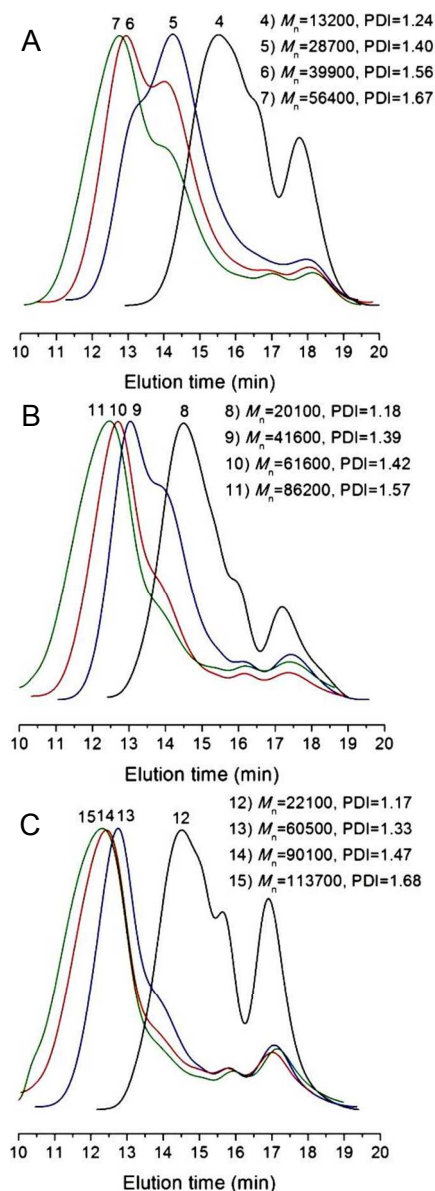 A
7 6 5 4
4) Mn=13200, PDI=1.24
5) Mn=28700, PDI=1.40
6) Mn=39900, PDI=1.56
7) Mn=56400, PDI=1.67
10 11 12 13 14 15 16 17 18 19 20
Elution time (min)
B
11 10 9 8
8) Mn=20100, PDI=1.18
9) Mn=41600, PDI=1.39
10) Mn=61600, PDI=1.42
11) Mn=86200, PDI=1.57
10 11 12 13 14 15 16 17 18 19 20
Elution time (min)
C
15 14 13 12
12) Mn=22100, PDI=1.17
13) Mn=60500, PDI=1.33
14) Mn=90100, PDI=1.47
15) Mn=113700, PDI=1.68
10 11 12 13 14 15 16 17 18 19 20
Elution time (min)